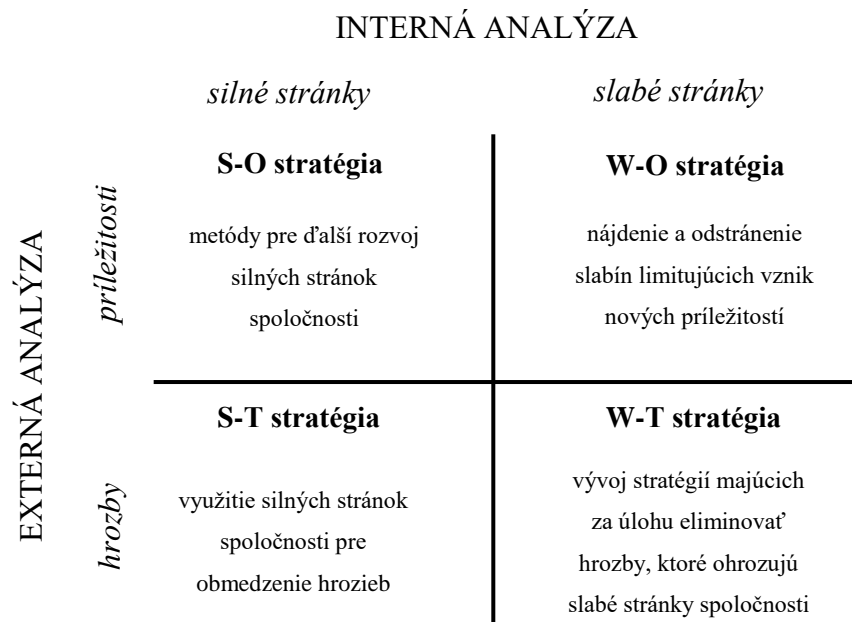 INTERNÁ ANALÝZA
silné stránky
slabé stránky
EXTERNÁ ANALÝZA
príležitosti
S-O stratégia
metódy pre ďalší rozvoj
silných stránok
spoločnosti
W-O stratégia
nájdenie a odstránenie
slabín limitujúcich vznik
nových príležitostí
hrozby
S-T stratégia
využitie silných stránok
spoločnosti pre
obmedzenie hrozieb
W-T stratégia
vývoj stratégií majúcich
za úlohu eliminovať
hrozby, ktoré ohrozujú
slabé stránky spoločnosti